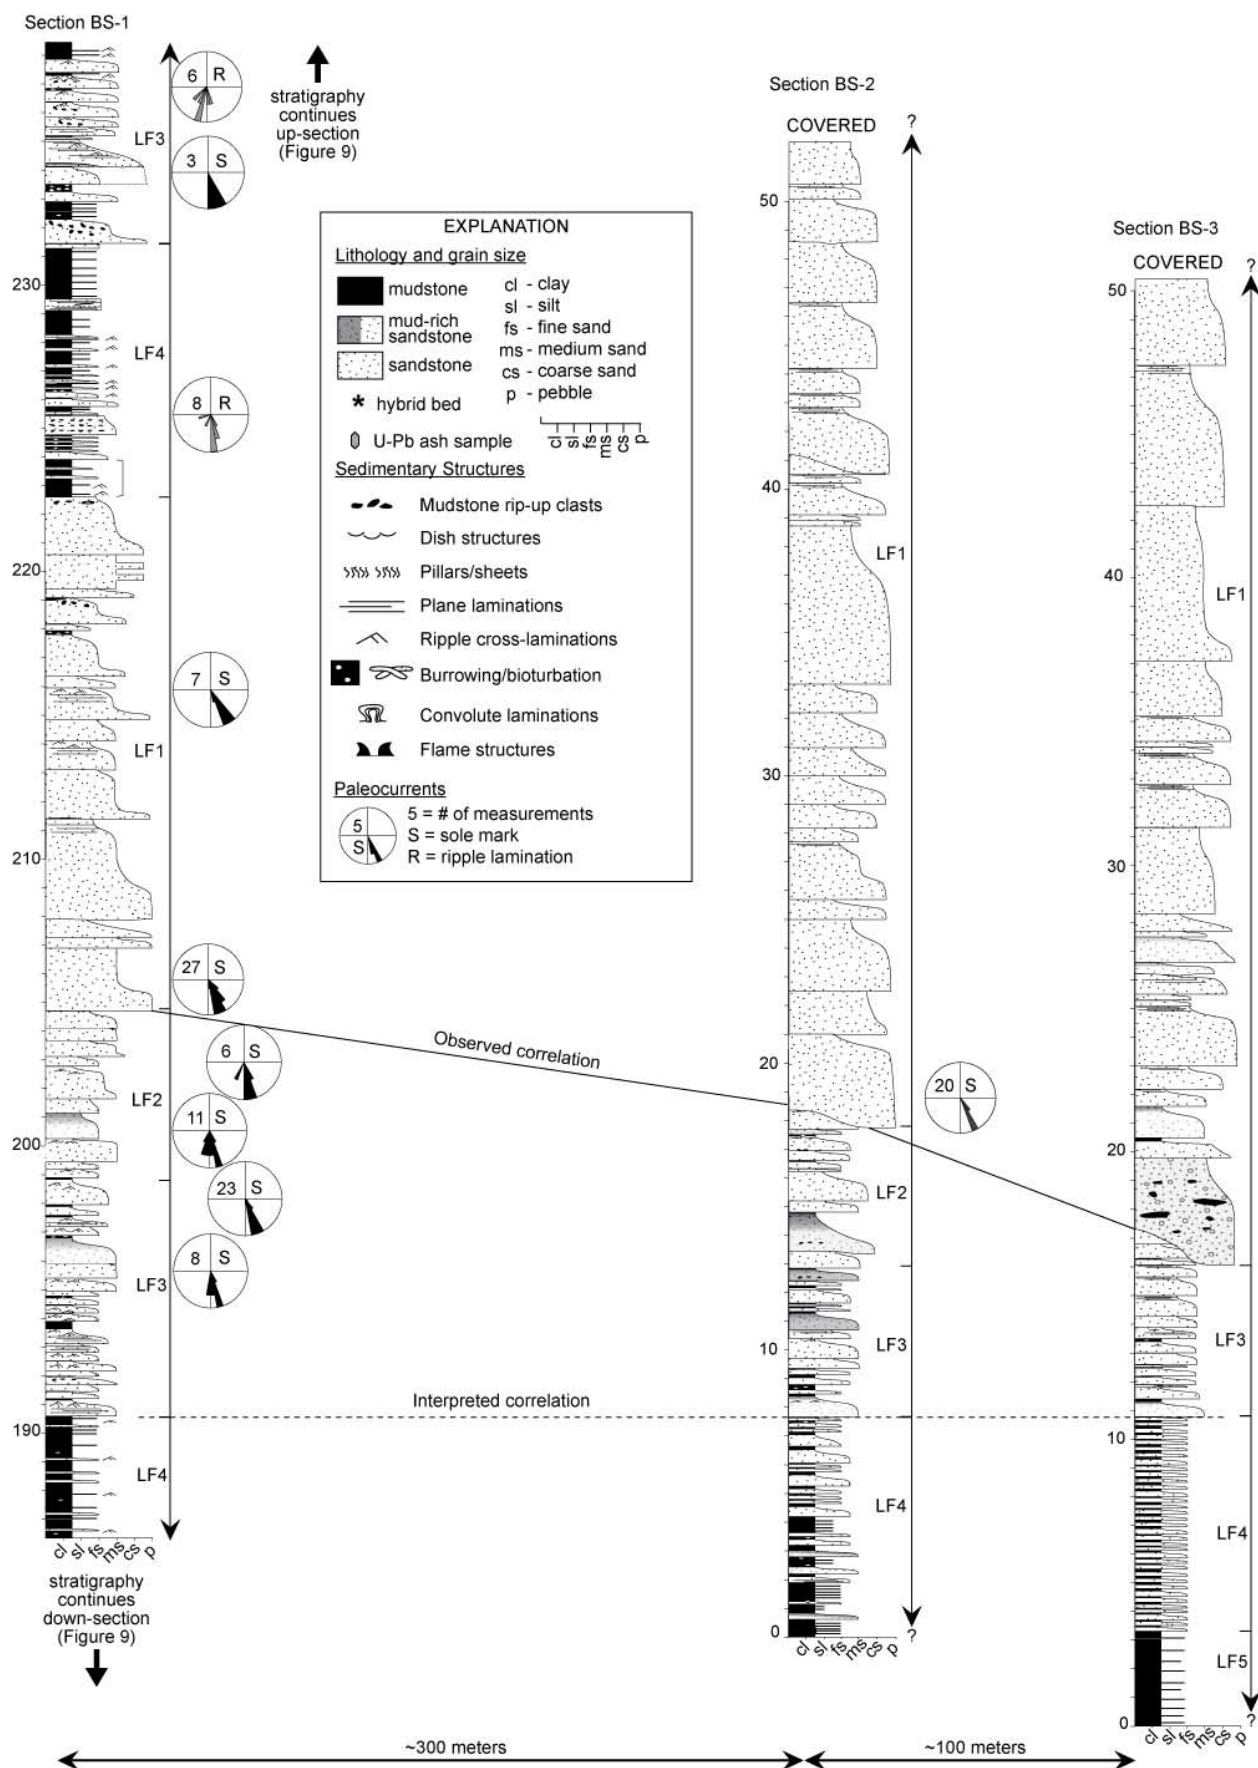 Section BS-1
stratigraphy
continues
up-section
(Figure 9)
6 R
3 S
LF3
230
LF4
8 R
220
7 S
LF1
210
27 S
6 S
LF2
11 S
200
23 S
8 S
LF3
190
LF4
cl sl fs ms cs p
stratigraphy
continues
down-section
(Figure 9)
EXPLANATION
Lithology and grain size
mudstone
mud-rich
sandstone
sandstone
* hybrid bed
U-Pb ash sample
cl - clay
sl - silt
fs - fine sand
ms - medium sand
cs - coarse sand
p - pebble
cl sl fs ms cs p
Sedimentary Structures
Mudstone rip-up clasts
Dish structures
Pillars/sheets
Plane laminations
Ripple cross-laminations
Burrowing/bioturbation
Convolute laminations
Flame structures
Paleocurrents
5
S
5 = # of measurements
S = sole mark
R = ripple lamination
Observed correlation
Interpreted correlation
Section BS-2
COVERED
?
50
40
LF1
30
20
20 S
LF2
10
LF3
LF4
0
?
cl sl fs ms cs p
Section BS-3
COVERED
?
50
40
LF1
30
20
LF3
10
LF4
LF5
0
?
cl sl fs ms cs p
~300 meters
~100 meters